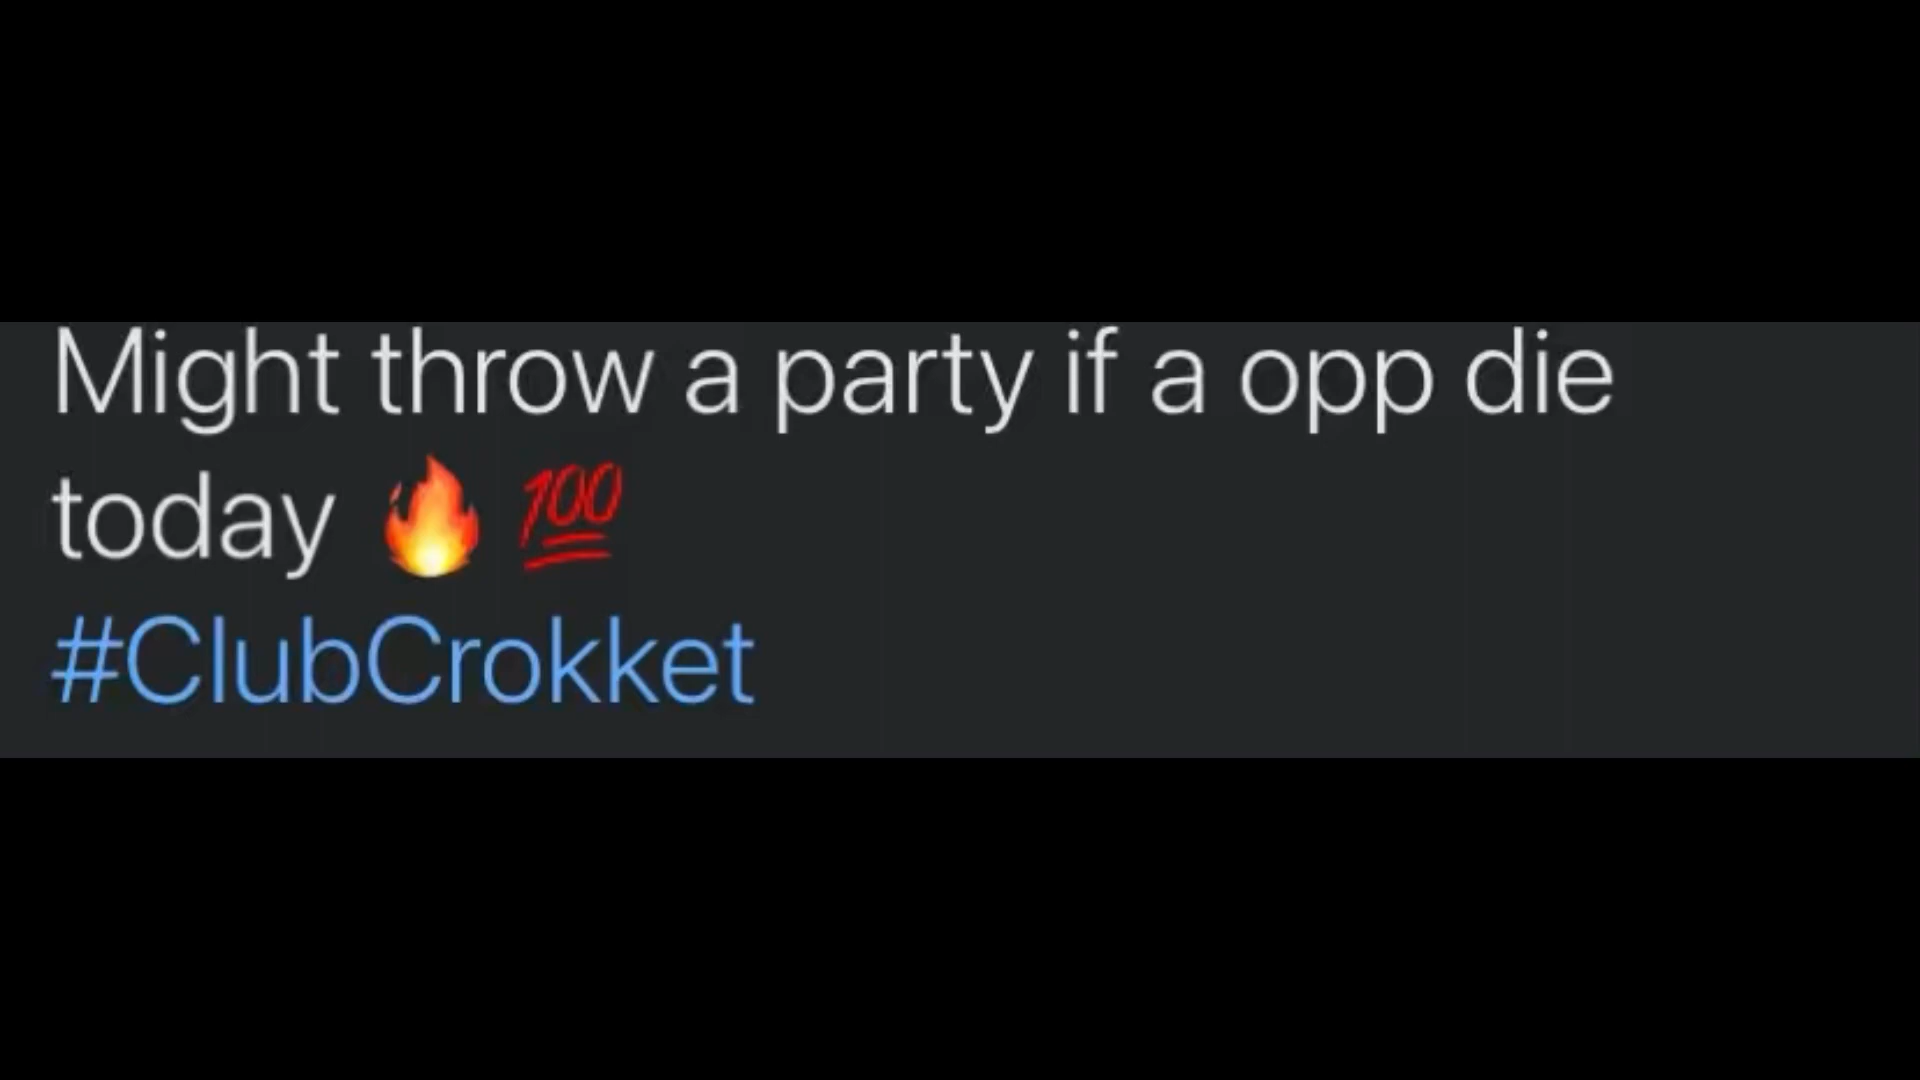 Might throw a party if a opp die
today 🔥 💯
#ClubCrokket